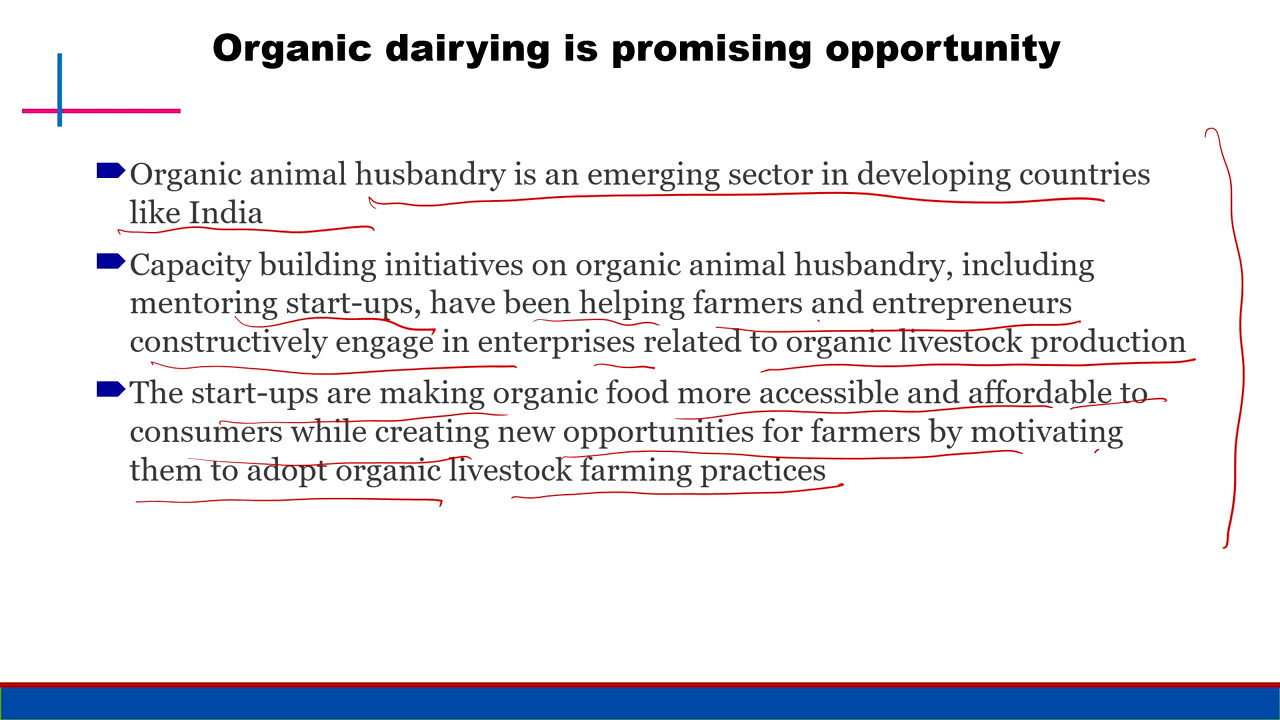 Organic dairying is promising opportunity
Organic animal husbandry is an emerging sector in developing countries
like India
Capacity building initiatives on organic animal husbandry, including
mentoring start-ups, have been helping farmers and entrepreneurs
constructively engage in enterprises related to organic livestock production
The start-ups are making organic food more accessible and affordable to
consumers while creating new opportunities for farmers by motivating
them to adopt organic livestock farming practices